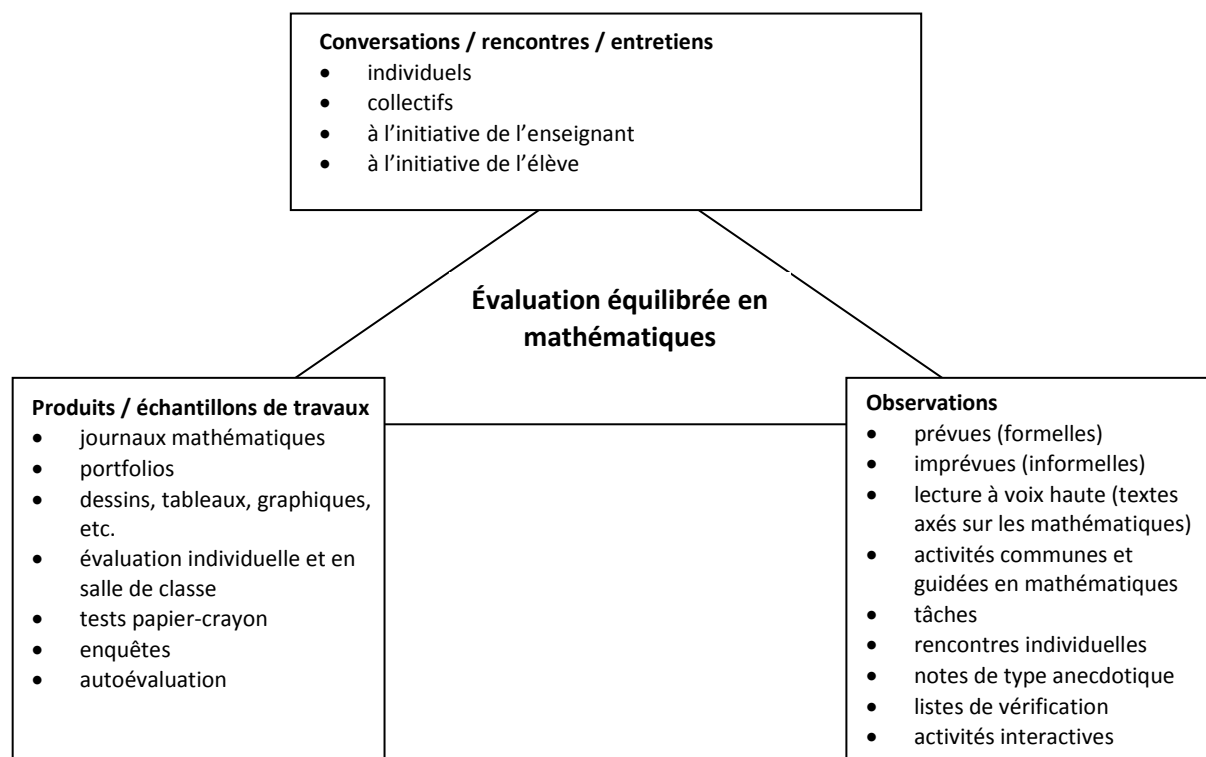 Conversations / rencontres / entretiens
• individuels
• collectifs
• à l’initiative de l’enseignant
• à l’initiative de l’élève
Évaluation équilibrée en
mathématiques
Produits / échantillons de travaux
• journaux mathématiques
• portfolios
• dessins, tableaux, graphiques,
etc.
• évaluation individuelle et en
salle de classe
• tests papier-crayon
• enquêtes
• autoévaluation
Observations
• prévues (formelles)
• imprévues (informelles)
• lecture à voix haute (textes
axés sur les mathématiques)
• activités communes et
guidées en mathématiques
• tâches
• rencontres individuelles
• notes de type anecdotique
• listes de vérification
• activités interactives